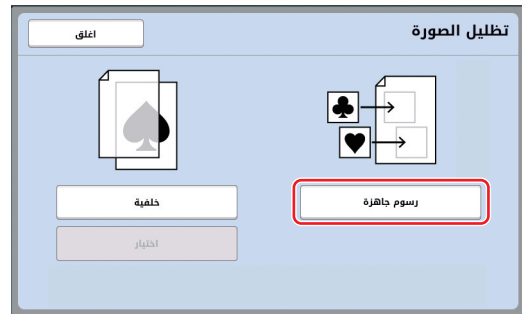 تظليل الصورة
اغلق
رسوم جاهزة
خلفية
اختيار